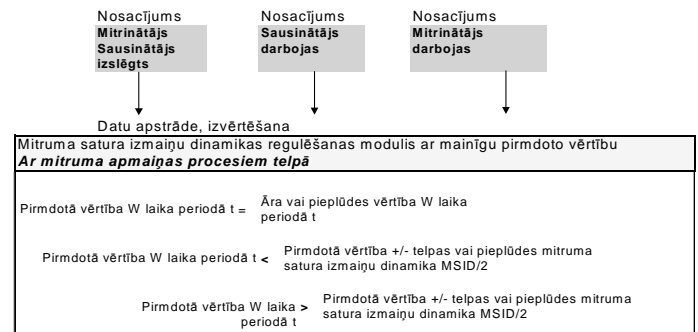 Nosacījums
Mitrinātājs
Sausinātājs
izslēgts
Nosacījums
Sausinātājs
darbojas
Nosacījums
Mitrinātājs
darbojas
Datu apstrāde, izvērtēšana
Mitruma satura izmaiņu dinamikas regulēšanas modulis ar mainīgu pirmdoto vērtību
Ar mitruma apmaiņas procesiem telpā
Pirmdotā vērtība W laika periodā t =
Āra vai pieplūdes vērtība W laika
periodā t
Pirmdotā vērtība W laika periodā t <
Pirmdotā vērtība +/- telpas vai pieplūdes mitruma
satura izmaiņu dinamika MSID/2
Pirmdotā vērtība W laika >
periodā t
Pirmdotā vērtība +/- telpas vai pieplūdes mitruma
satura izmaiņu dinamika MSID/2